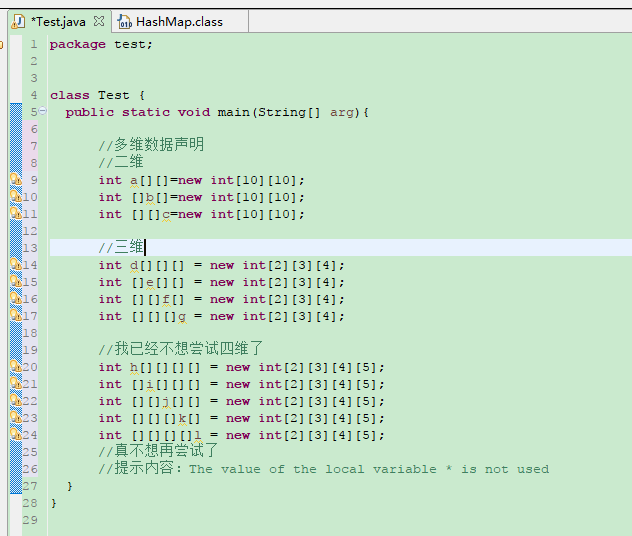 *Test.java HashMap.class
1 package test;
2
3
4 class Test {
5 public static void main(String[] arg){
6
7 //多维数据声明
8 //二维
9 int a[][]=new int[10][10];
10 int []b[]=new int[10][10];
11 int [][]c=new int[10][10];
12
13 //三维
14 int d[][][] = new int[2][3][4];
15 int []e[][] = new int[2][3][4];
16 int [][]f[] = new int[2][3][4];
17 int [][][]g = new int[2][3][4];
18
19 //我已经不想尝试四维了
20 int h[][][][] = new int[2][3][4][5];
21 int []i[][][] = new int[2][3][4][5];
22 int [][]j[][] = new int[2][3][4][5];
23 int [][][]k[] = new int[2][3][4][5];
24 int [][][][]l = new int[2][3][4][5];
25 //真不想再尝试了
26 //提示内容：The value of the local variable * is not used
27 }
28 }
29